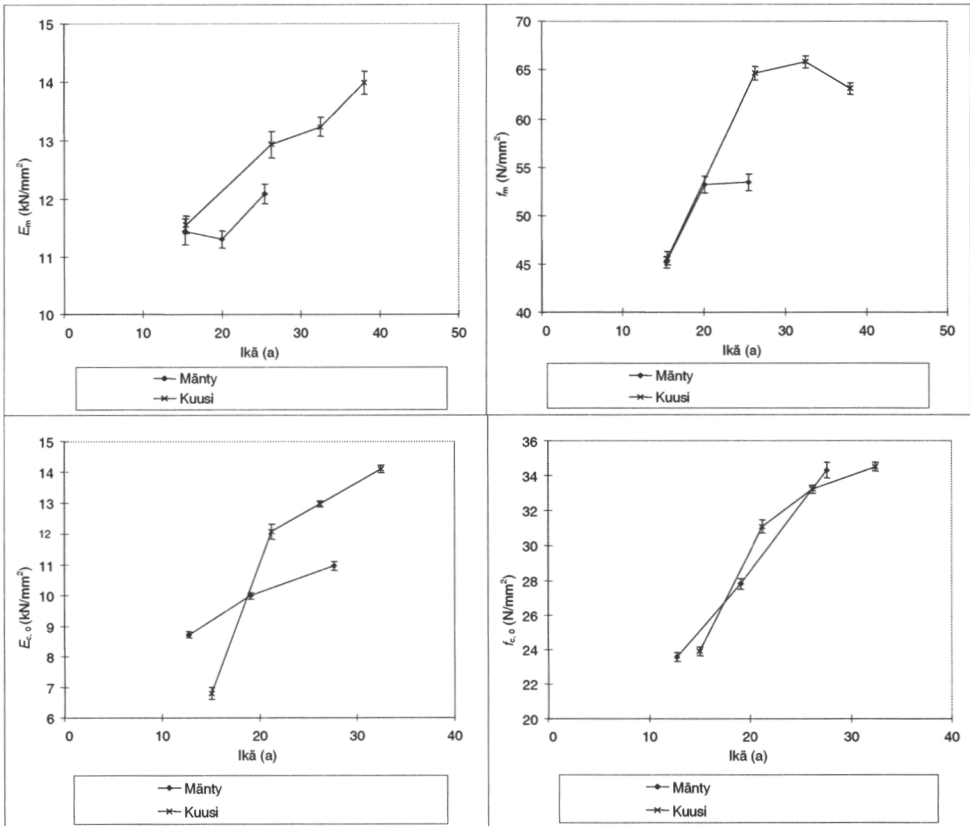 15
14
13
12
11
10
E_m (kN/mm²)
0 10 20 30 40 50
Ikä (a)
Mänty
Kuusi
70
65
60
55
50
45
40
f_m (N/mm²)
0 10 20 30 40 50
Ikä (a)
Mänty
Kuusi
15
14
13
12
11
10
9
8
7
6
E_c, 0 (kN/mm²)
0 10 20 30 40
Ikä (a)
Mänty
Kuusi
36
34
32
30
28
26
24
22
20
f_c, 0 (N/mm²)
0 10 20 30 40
Ikä (a)
Mänty
Kuusi